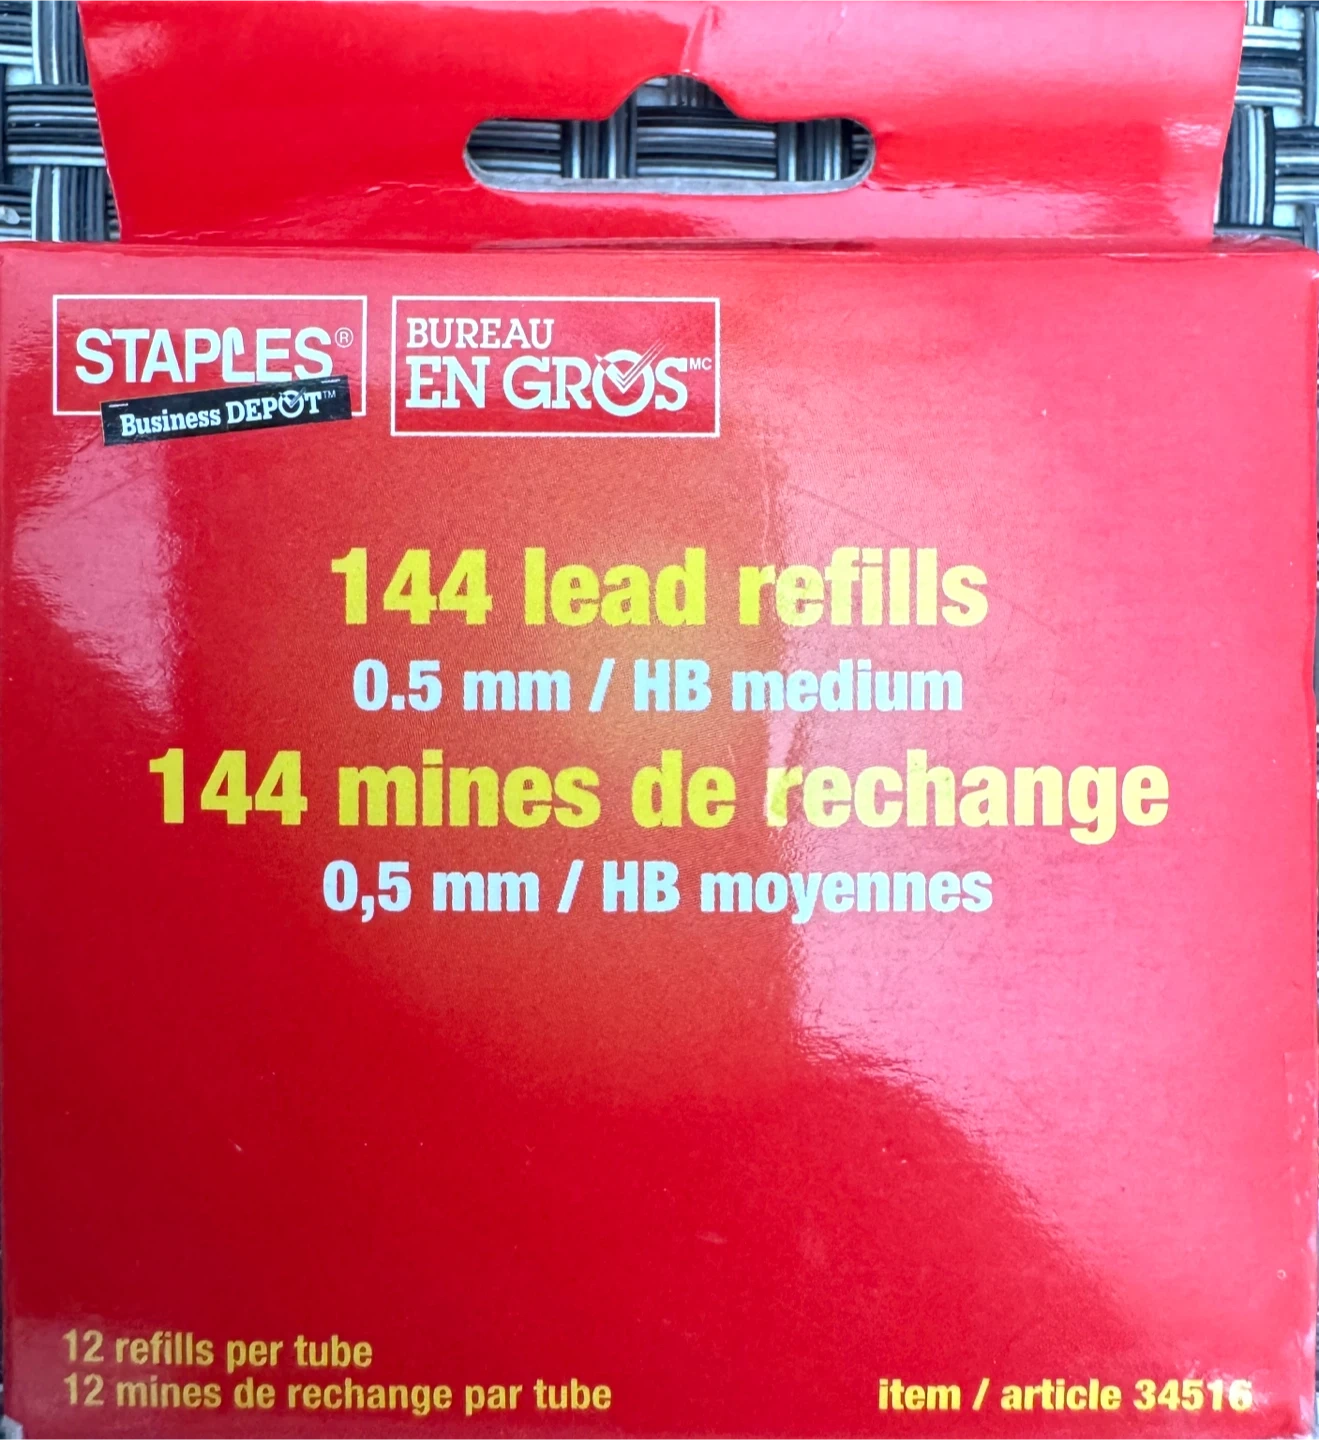 STAPLES®
Business DEPOT™
BUREAU
EN GROS MC
144 lead refills
0.5 mm / HB medium
144 mines de rechange
0,5 mm / HB moyennes
12 refills per tube
12 mines de rechange par tube
item / article 34516